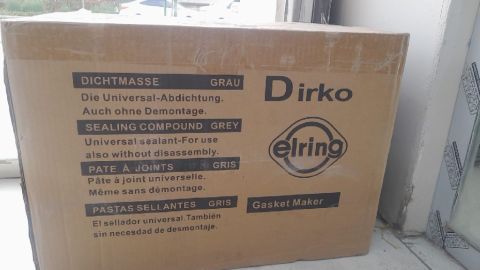 DICHTMASSE GRAU
Die Universal-Abdichtung.
Auch ohne Demontage.
SEALING COMPOUND GREY
Universal sealant-For use
also without disassembly.
PATE À JOINTS GRIS
Pâte à joint universelle.
Même sans démontage.
PASTAS SELLANTES GRIS
El sellador universal.También
sin necesidad de desmontaje.
Dirko
elring
Gasket Maker